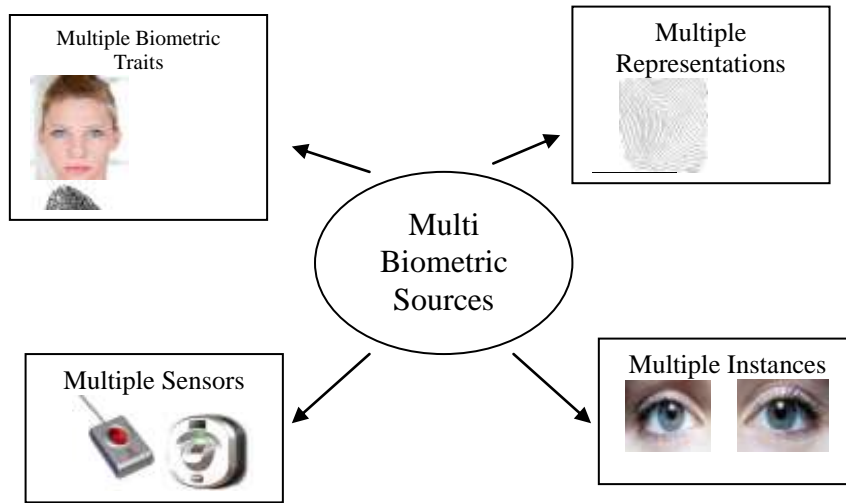 Multiple Biometric
Traits
Multiple
Representations
Multi
Biometric
Sources
Multiple Sensors
Multiple Instances